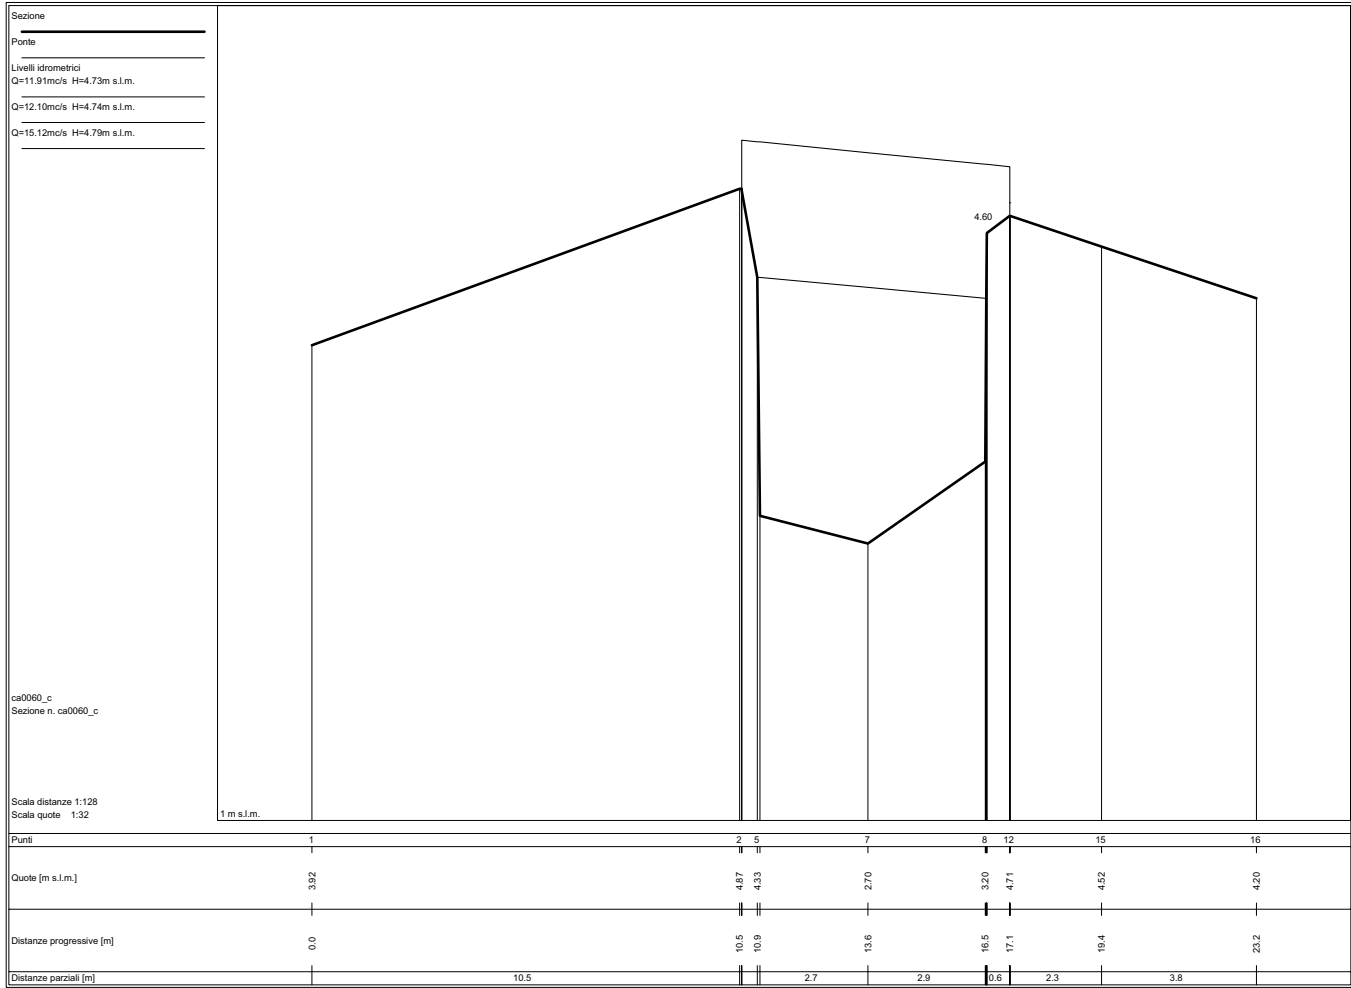 Sezione
Ponte
Livelli idrometrici
Q=11.91mc/s H=4.73m s.l.m.
Q=12.10mc/s H=4.74m s.l.m.
Q=15.12mc/s H=4.79m s.l.m.
4.60
ca0060_c
Sezione n. ca0060_c
Scala distanze 1:128
Scala quote 1:32
1 m s.l.m.
Punti 1 2 5 7 8 12 15 16
Quote [m s.l.m.] 3.92 4.87 4.33 2.70 3.20 4.71 4.52 4.20
Distanze progressive [m] 0.0 10.5 10.9 13.6 16.5 17.1 19.4 23.2
Distanze parziali [m] 10.5 2.7 2.9 0.6 2.3 3.8